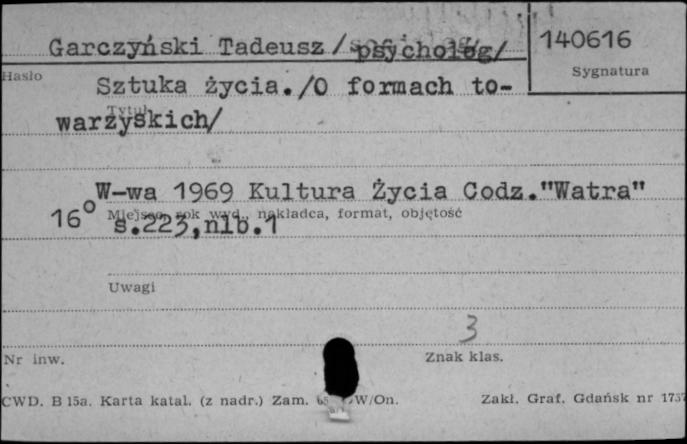 Garczyński Tadeusz /psycholog/
140616
Hasło
Sygnatura
Sztuka życia./O formach to-
Tytuł
warzyskich/
W-wa 1969 Kultura Życia Codz."Watra"
Miejsce, rok wyd., nakładca, format, objętość
16° s.223,nlb.1
Uwagi
3
Nr inw.
Znak klas.
CWD. B 15a. Karta katal. (z nadr.) Zam. W/On.
Zakł. Graf. Gdańsk nr